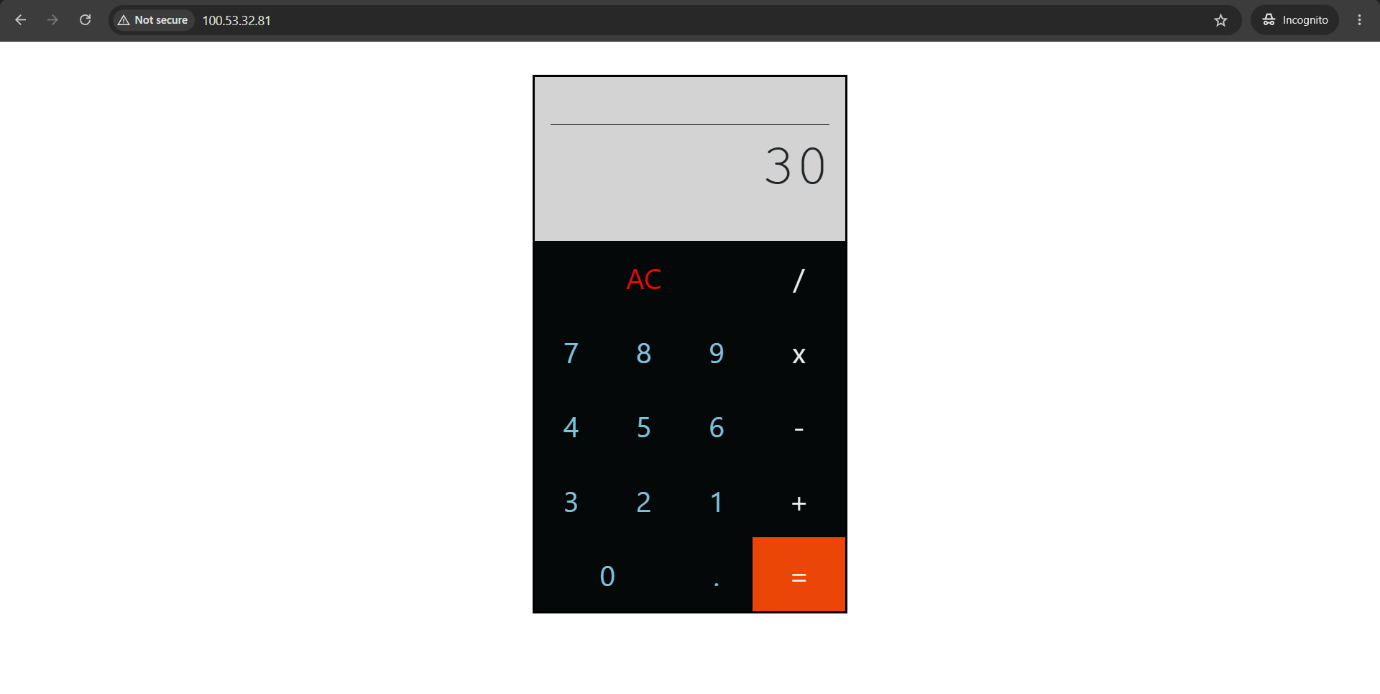 Not secure 100.53.32.81 Incognito
30
AC /
7 8 9 x
4 5 6 -
3 2 1 +
0 . =